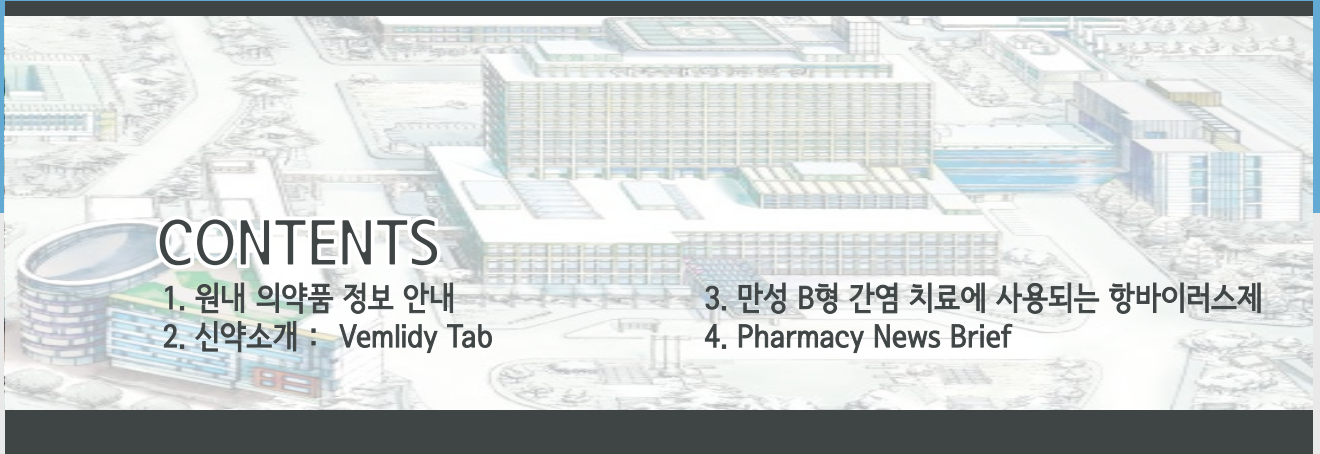 CONTENTS
1. 원내 의약품 정보 안내
2. 신약소개 : Vemlidy Tab
3. 만성 B형 간염 치료에 사용되는 항바이러스제
4. Pharmacy News Brief